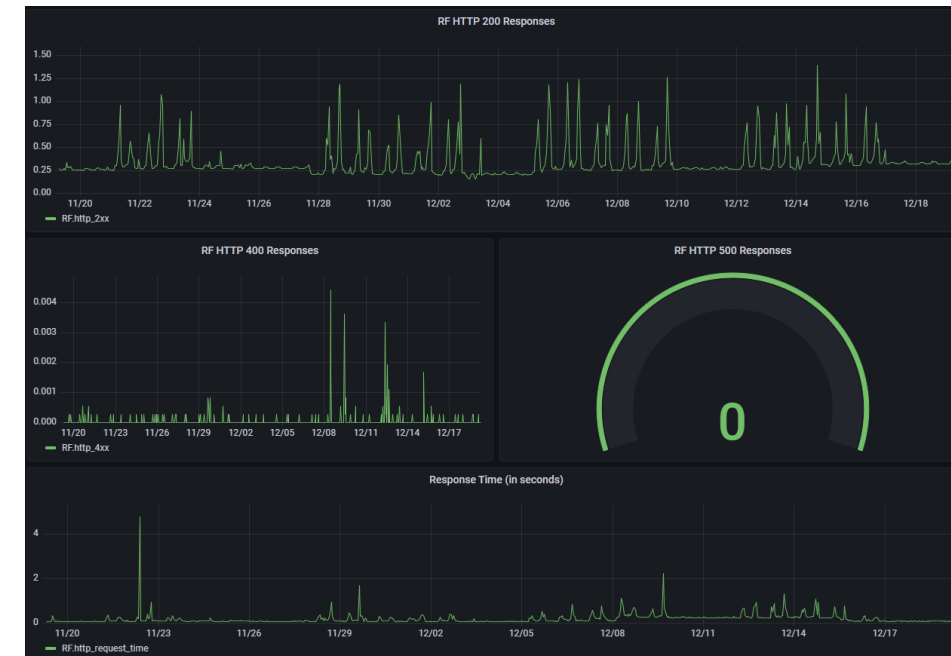 RF HTTP 200 Responses
1.50
1.25
1.00
0.75
0.50
0.25
0.00
11/20 11/22 11/24 11/26 11/28 11/30 12/02 12/04 12/06 12/08 12/10 12/12 12/14 12/16 12/18
RF.http_2xx
RF HTTP 400 Responses
0.004
0.003
0.002
0.001
0.000
11/20 11/23 11/26 11/29 12/02 12/05 12/08 12/11 12/14 12/17
RF.http_4xx
RF HTTP 500 Responses
0
Response Time (in seconds)
4
2
0
11/20 11/23 11/26 11/29 12/02 12/05 12/08 12/11 12/14 12/17
RF.http_request_time